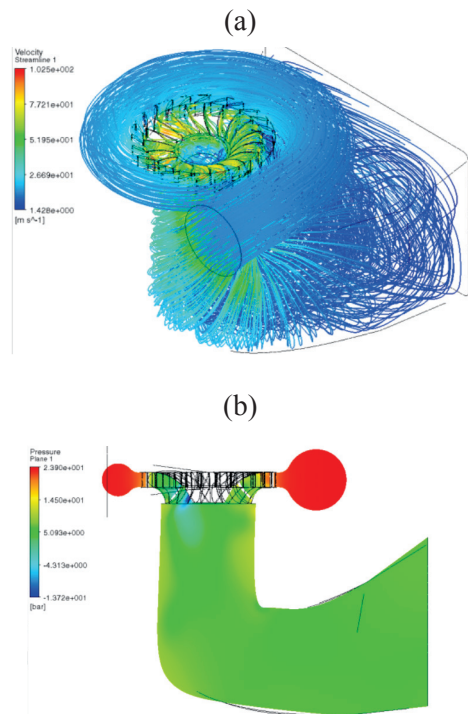 (a)
Velocity
Streamline 1
1.025e+002
7.721e+001
5.195e+001
2.669e+001
1.428e+000
[m s^-1]
(b)
Pressure
Plane 1
2.390e+001
1.450e+001
5.093e+000
-4.313e+000
-1.372e+001
[bar]